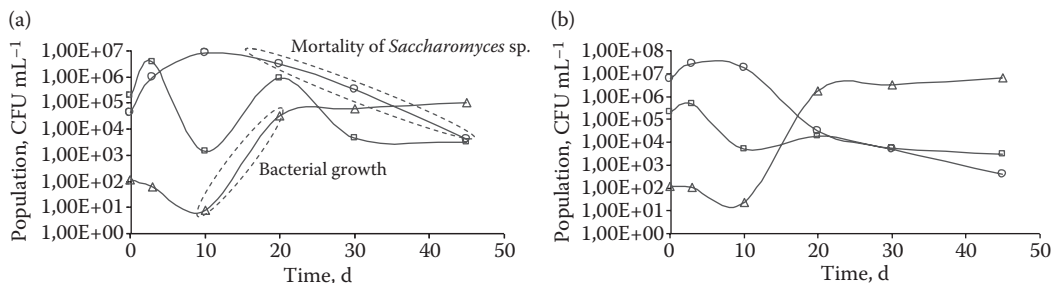 (a)
Population, CFU mL⁻¹
1,00E+07
1,00E+06
1,00E+05
1,00E+04
1,00E+03
1,00E+02
1,00E+01
1,00E+00
Mortality of Saccharomyces sp.
Bacterial growth
0 10 20 30 40 50
Time, d
(b)
Population, CFU mL⁻¹
1,00E+08
1,00E+07
1,00E+06
1,00E+05
1,00E+04
1,00E+03
1,00E+02
1,00E+01
1,00E+00
0 10 20 30 40 50
Time, d